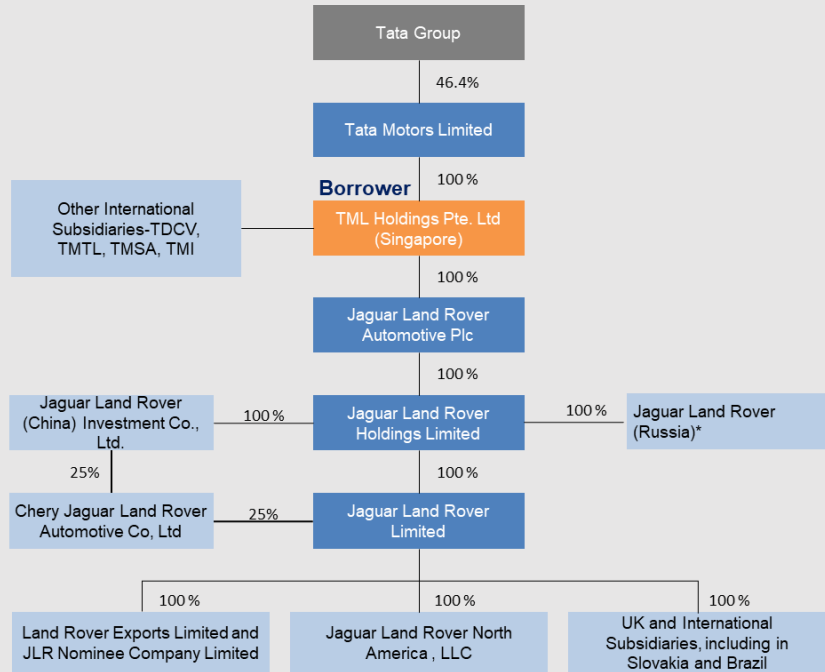 Tata Group
46.4%
Tata Motors Limited
100 %
Borrower
Other International
Subsidiaries-TDCV,
TMTL, TMSA, TMI
TML Holdings Pte. Ltd
(Singapore)
100 %
Jaguar Land Rover
Automotive Plc
100 %
Jaguar Land Rover
(China) Investment Co.,
Ltd.
100 %
Jaguar Land Rover
Holdings Limited
100 %
Jaguar Land Rover
(Russia)*
25%
100 %
Chery Jaguar Land Rover
Automotive Co, Ltd
25%
Jaguar Land Rover
Limited
100 %
100 %
100 %
Land Rover Exports Limited and
JLR Nominee Company Limited
Jaguar Land Rover North
America , LLC
UK and International
Subsidiaries, including in
Slovakia and Brazil